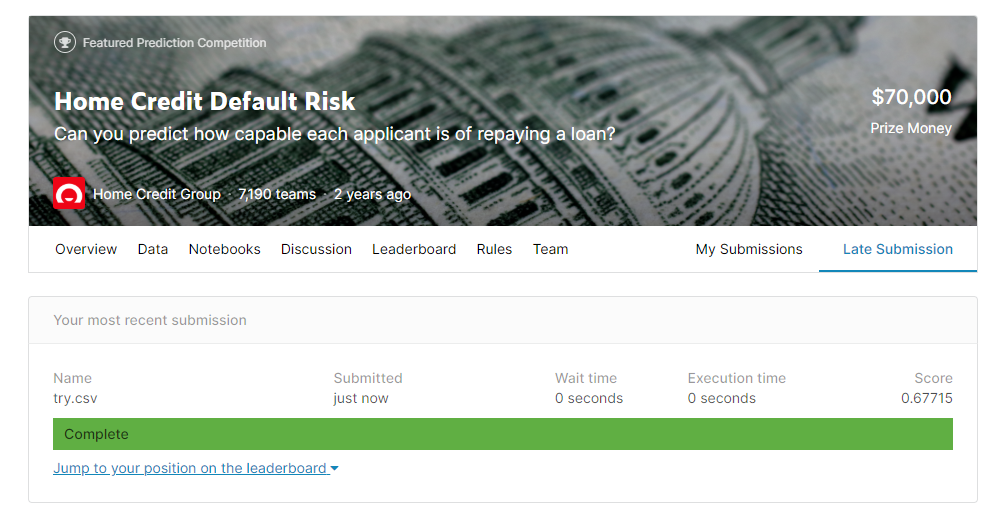 Featured Prediction Competition
Home Credit Default Risk
$70,000
Can you predict how capable each applicant is of repaying a loan?
Prize Money
Home Credit Group · 7,190 teams · 2 years ago
Overview Data Notebooks Discussion Leaderboard Rules Team My Submissions Late Submission
Your most recent submission
Name Submitted Wait time Execution time Score
try.csv just now 0 seconds 0 seconds 0.67715
Complete
Jump to your position on the leaderboard